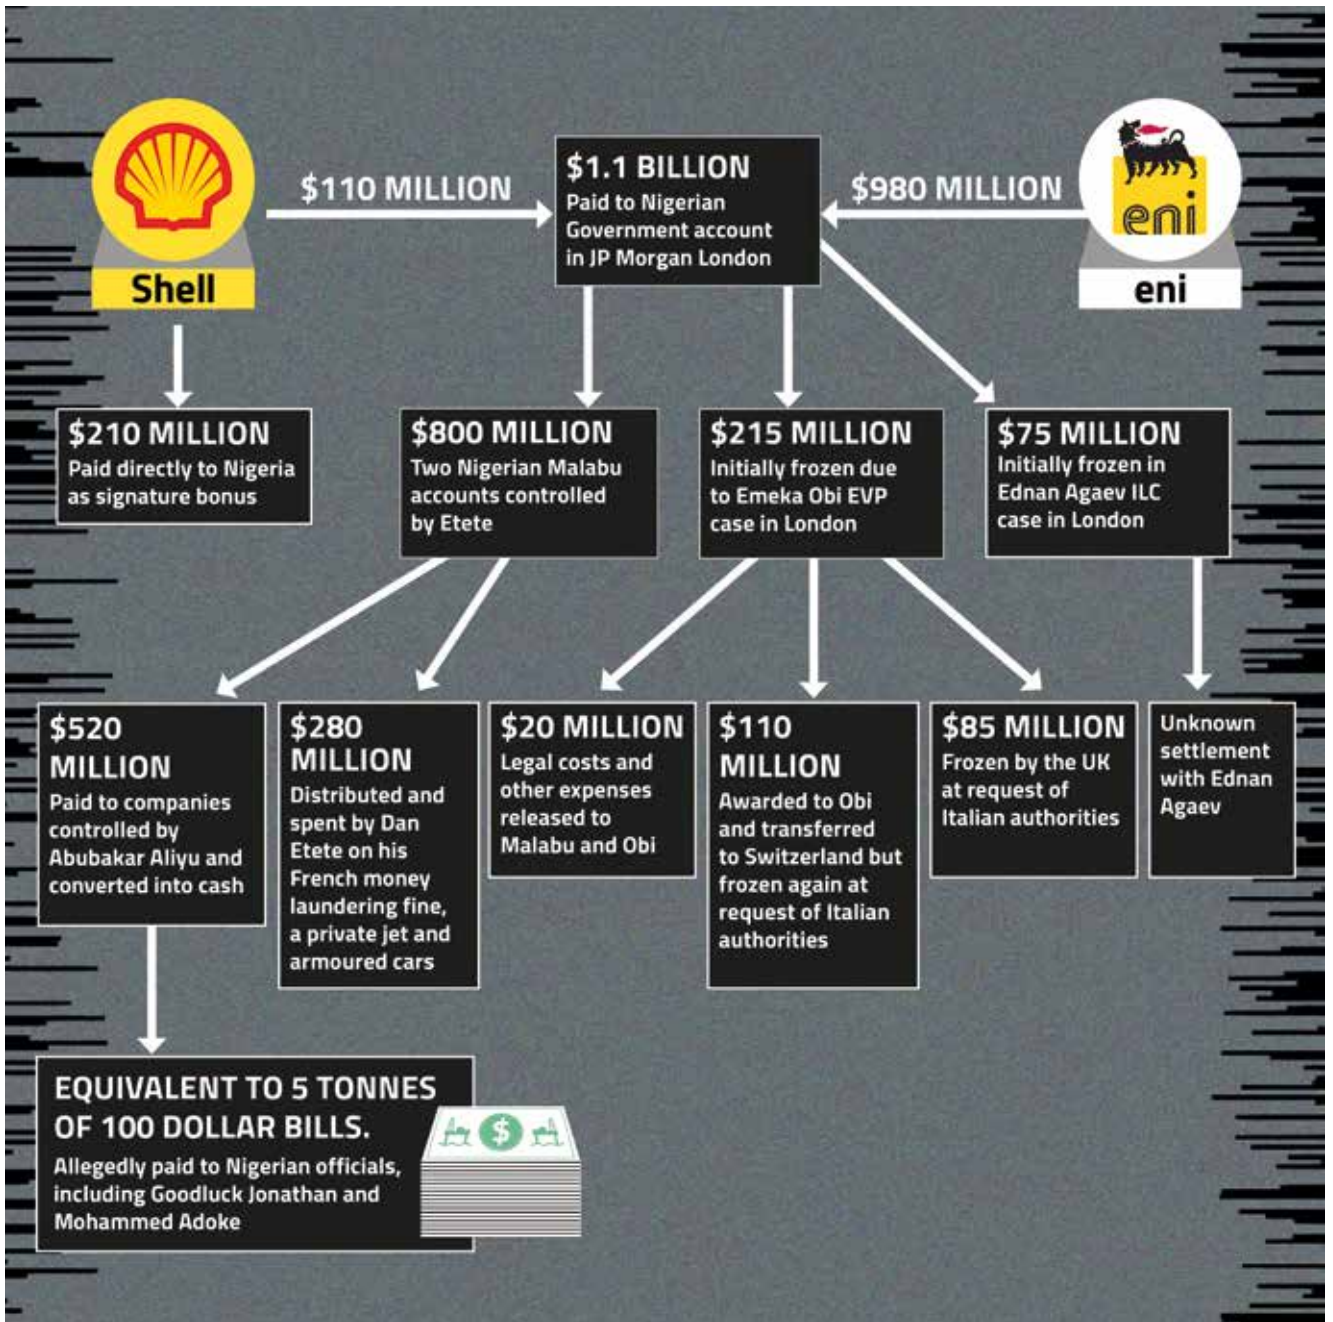 $110 MILLION
$1.1 BILLION
Paid to Nigerian
Government account
in JP Morgan London
$980 MILLION
eni
Shell
eni
$210 MILLION
Paid directly to Nigeria
as signature bonus
$800 MILLION
Two Nigerian Malabu
accounts controlled
by Etete
$215 MILLION
Initially frozen due
to Emeka Obi EVP
case in London
$75 MILLION
Initially frozen in
Ednan Agaev ILC
case in London
$520
MILLION
Paid to companies
controlled by
Abubakar Aliyu and
converted into cash
$280
MILLION
Distributed and
spent by Dan
Etete on his
French money
laundering fine,
a private jet and
armoured cars
$20 MILLION
Legal costs and
other expenses
released to
Malabu and Obi
$110
MILLION
Awarded to Obi
and transferred
to Switzerland but
frozen again at
request of Italian
authorities
$85 MILLION
Frozen by the UK
at request of
Italian authorities
Unknown
settlement
with Ednan
Agaev
EQUIVALENT TO 5 TONNES
OF 100 DOLLAR BILLS.
Allegedly paid to Nigerian officials,
including Goodluck Jonathan and
Mohammed Adoke
$